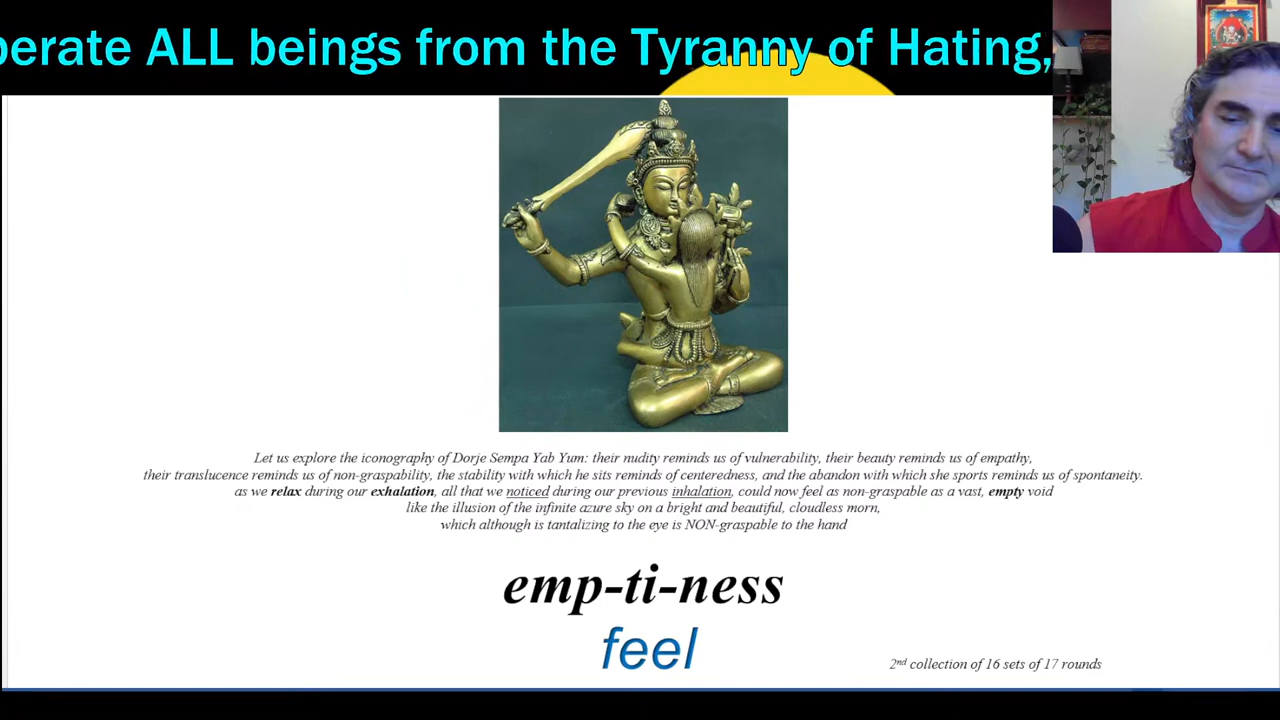 perate ALL beings from the Tyranny of Hating,
Let us explore the iconography of Dorje Sempa Yab Yum: their nudity reminds us of vulnerability, their beauty reminds us of empathy,
their translucence reminds us of non-graspability, the stability with which he sits reminds of centeredness, and the abandon with which she sports reminds us of spontaneity.
as we relax during our exhalation, all that we noticed during our previous inhalation, could now feel as non-graspable as a vast, empty void
like the illusion of the infinite azure sky on a bright and beautiful, cloudless morn,
which although is tantalizing to the eye is NON-graspable to the hand
emp-ti-ness
feel
2nd collection of 16 sets of 17 rounds